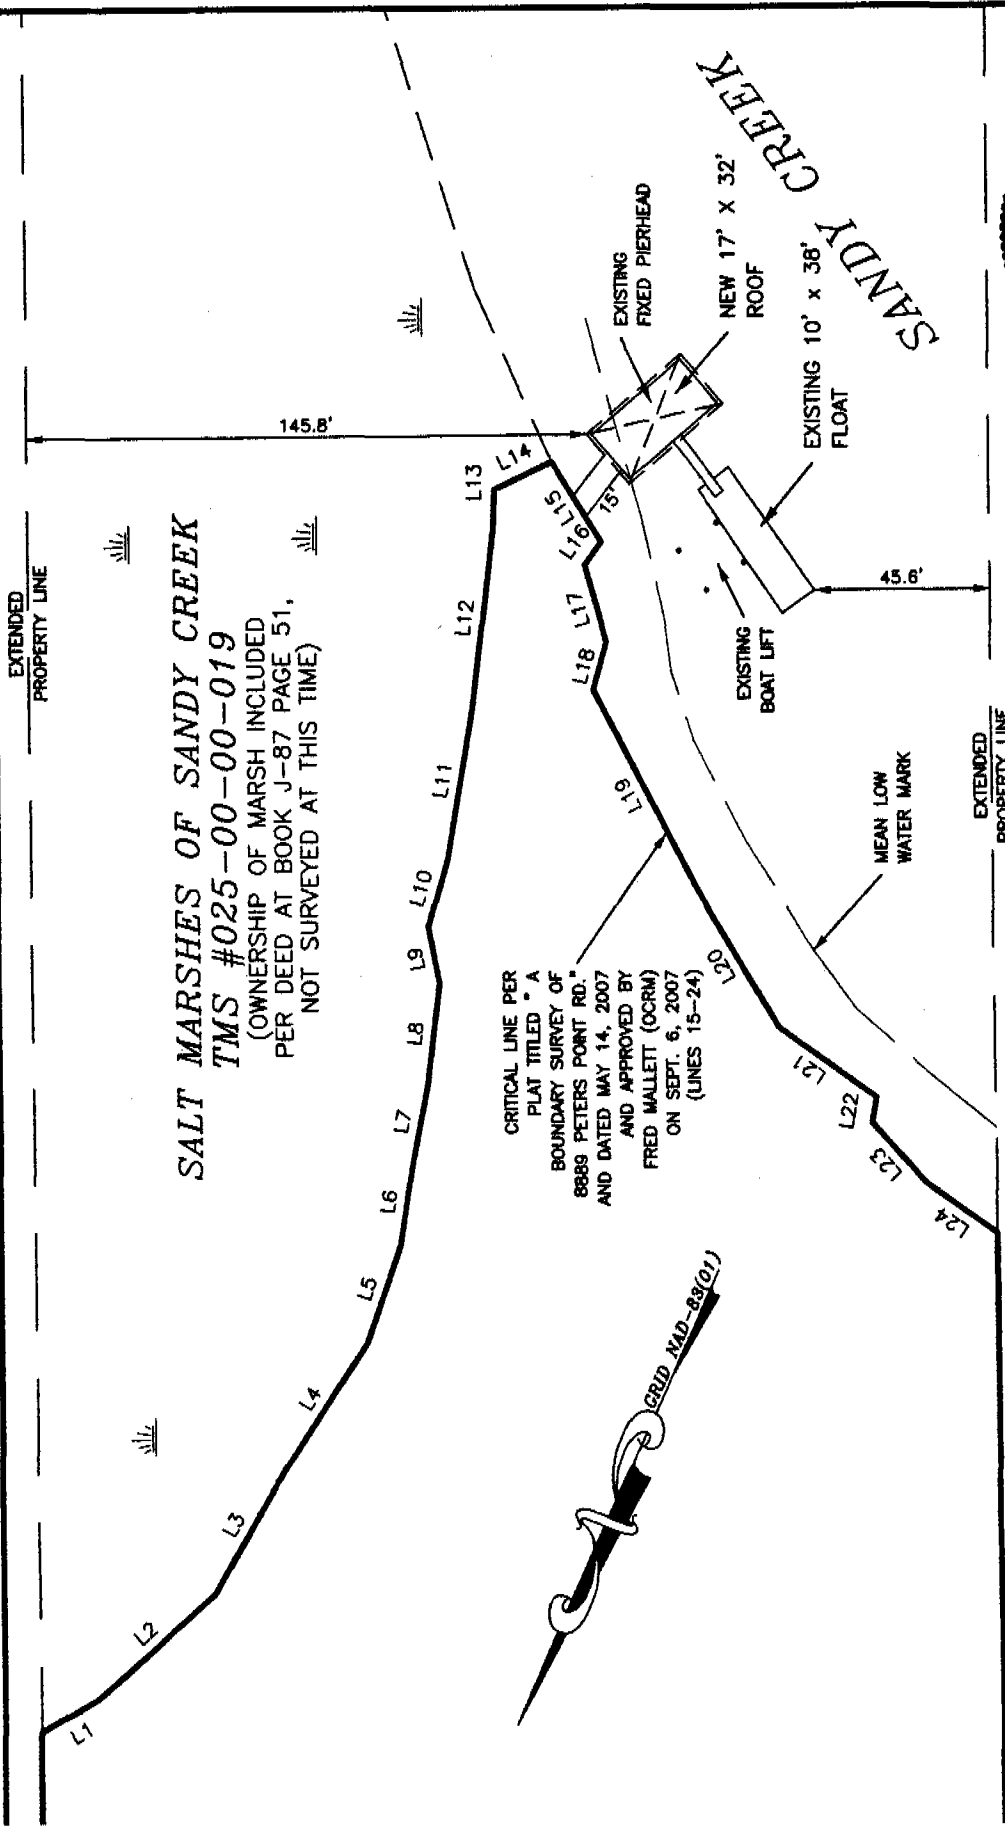 EXTENDED
PROPERTY LINE
SALT MARSHES OF SANDY CREEK
TMS #025-00-00-019
(OWNERSHIP OF MARSH INCLUDED
PER DEED AT BOOK J-87 PAGE 51,
NOT SURVEYED AT THIS TIME)
145.8'
SANDY CREEK
EXISTING
FIXED PIERHEAD
NEW 17' X 32'
ROOF
EXISTING 10' x 38'
FLOAT
15'
45.6'
EXISTING
BOAT LIFT
EXTENDED
PROPERTY LINE
MEAN LOW
WATER MARK
CRITICAL LINE PER
PLAT TITLED " A
BOUNDARY SURVEY OF
8889 PETERS POINT RD."
AND DATED MAY 14, 2007
AND APPROVED BY
FRED MALLETT (OCRM)
ON SEPT. 6, 2007
(LINES 15-24)
GRID NAD-83(01)
L1
L2
L3
L4
L5
L6
L7
L8
L9
L10
L11
L12
L13
L14
L15
L16
L17
L18
L19
L20
L21
L22
L23
L24